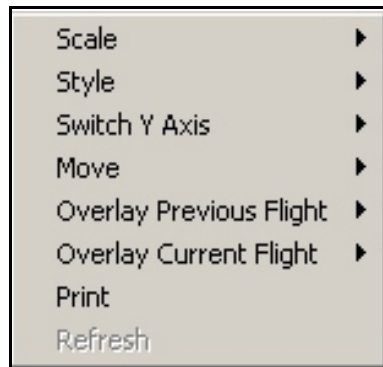 Scale
Style
Switch Y Axis
Move
Overlay Previous Flight
Overlay Current Flight
Print
Refresh